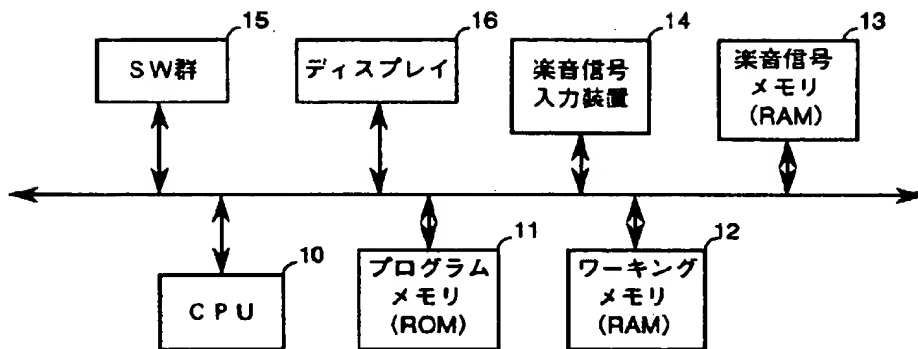 15
SW群
16
ディスプレイ
14
楽音信号
入力装置
13
楽音信号
メモリ
(RAM)
10
CPU
11
プログラム
メモリ
(ROM)
12
ワーキング
メモリ
(RAM)